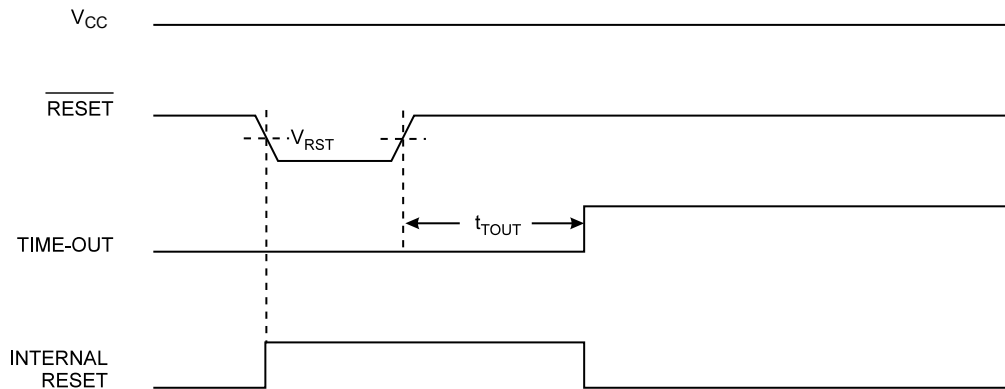 VCC
RESET
VRST
tTOUT
TIME-OUT
INTERNAL
RESET